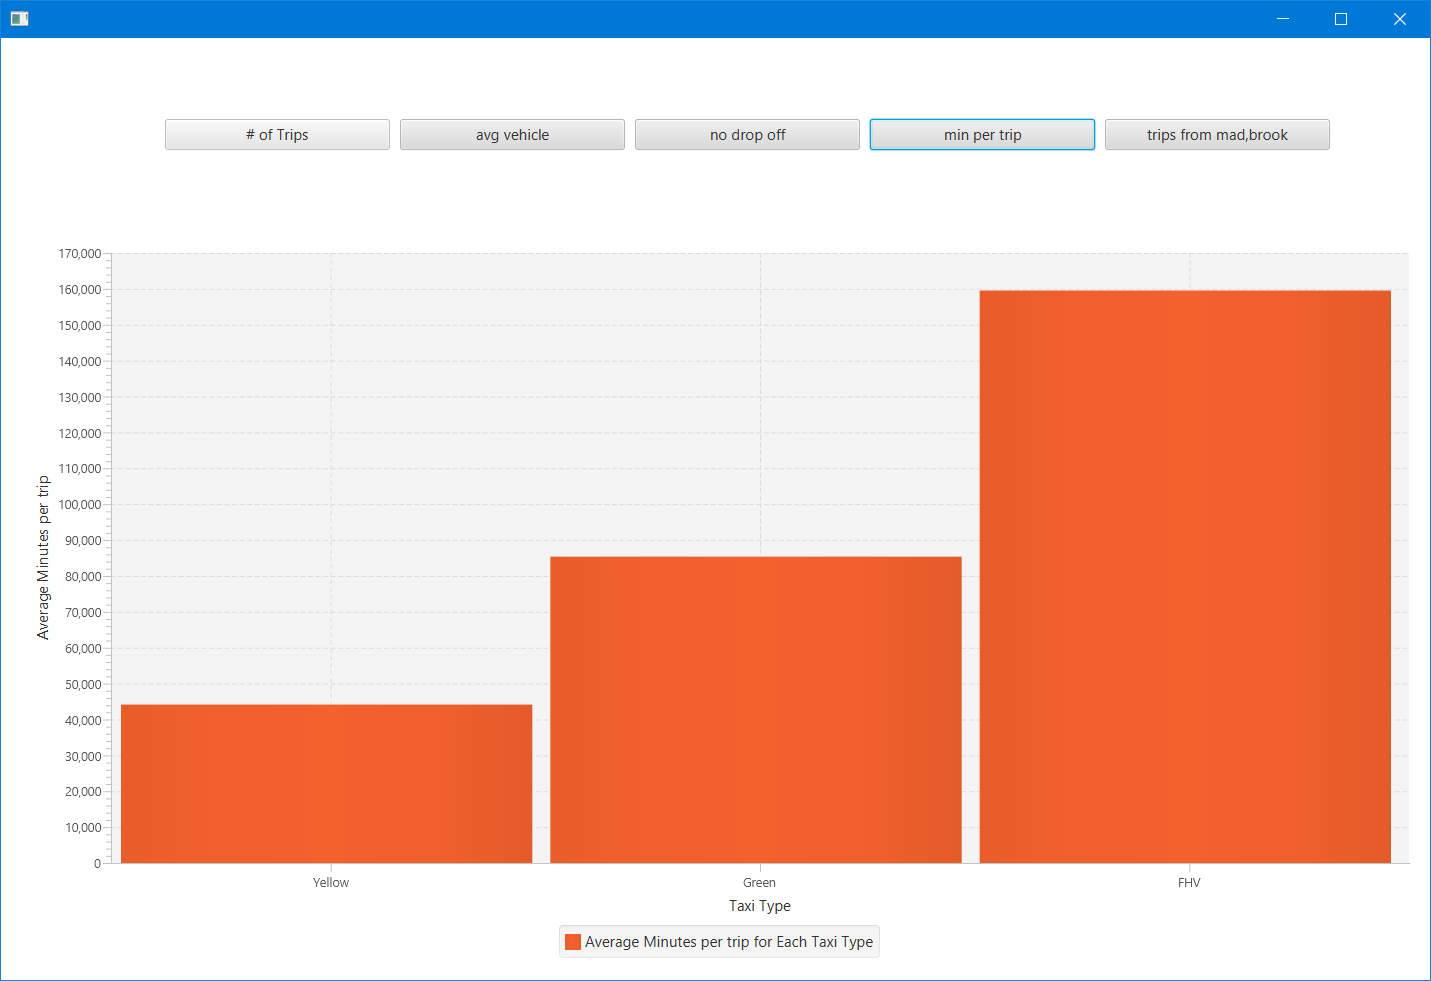 # of Trips
avg vehicle
no drop off
min per trip
trips from mad,brook
170,000
160,000
150,000
140,000
130,000
120,000
110,000
100,000
90,000
80,000
70,000
60,000
50,000
40,000
30,000
20,000
10,000
0
Average Minutes per trip
Yellow
Green
FHV
Taxi Type
Average Minutes per trip for Each Taxi Type